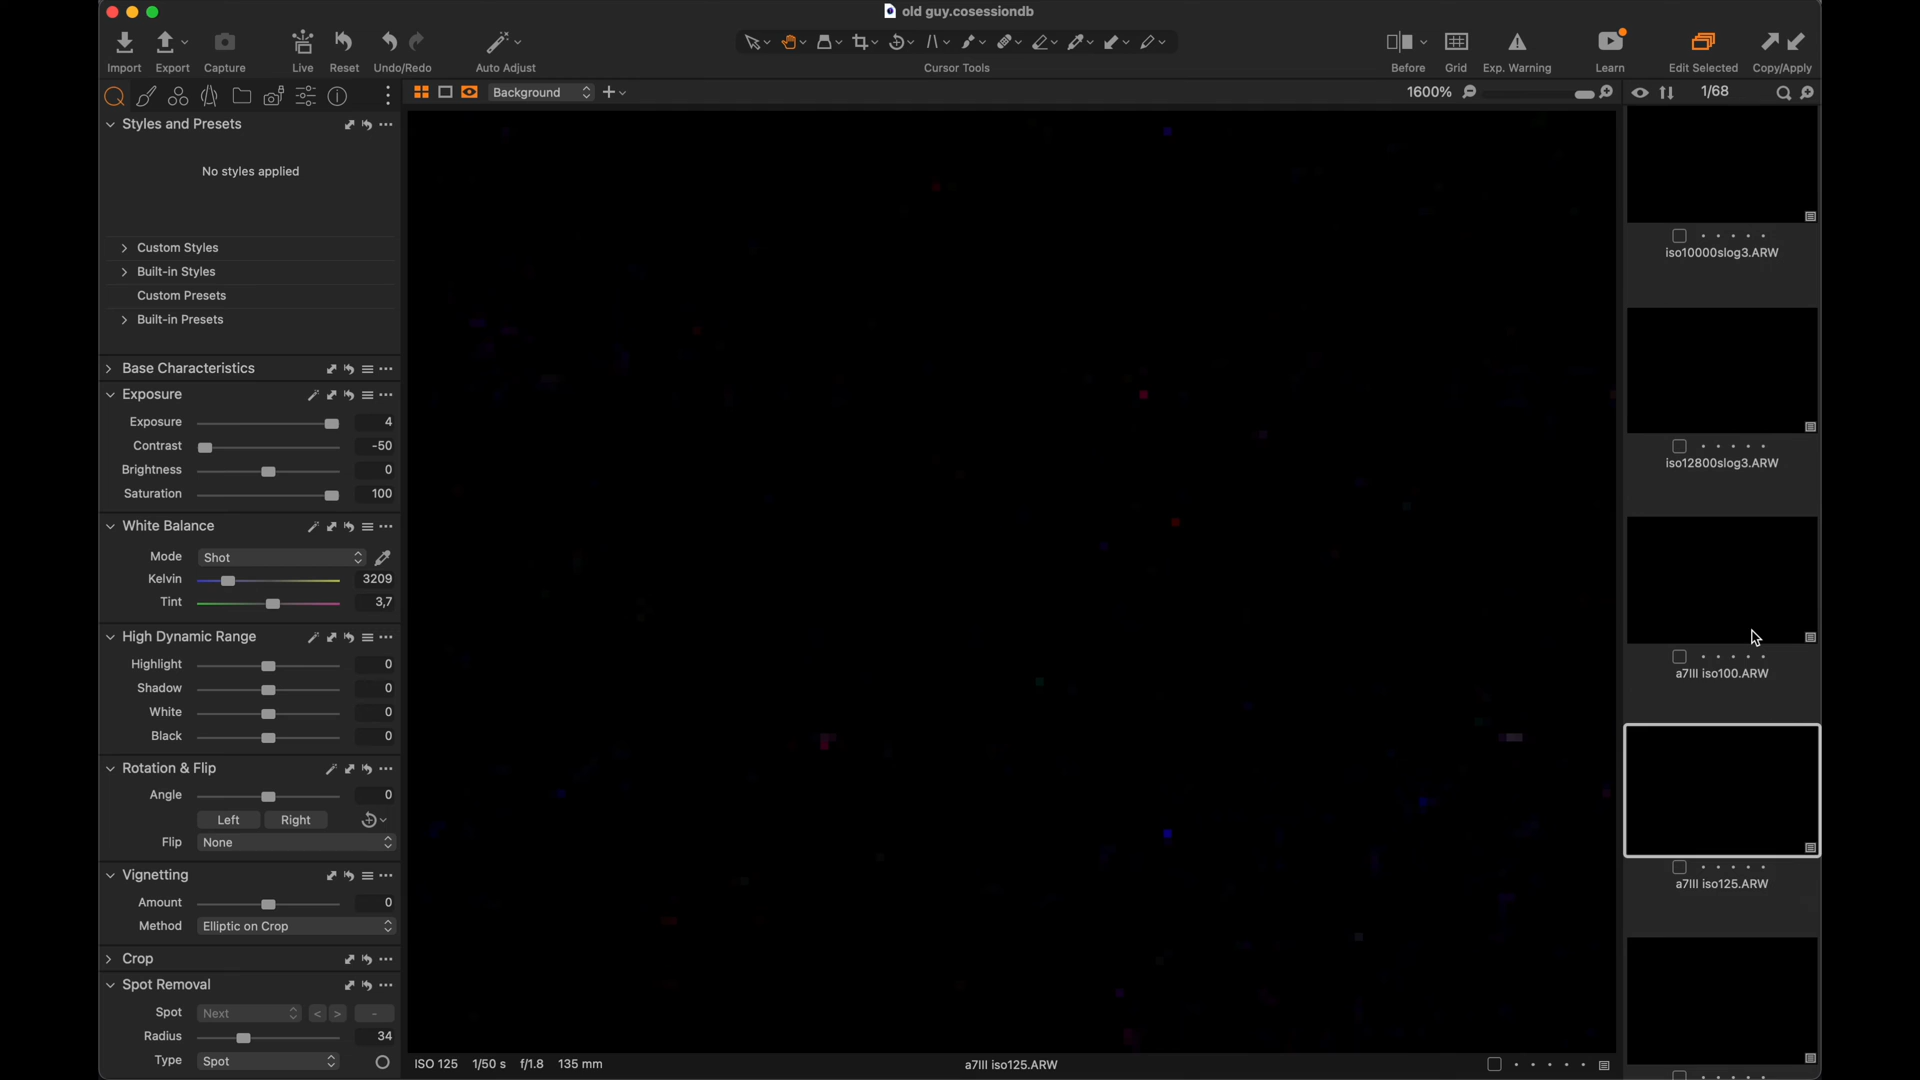 old guy.cosessiondb
Import Export Capture Live Reset Undo/Redo Auto Adjust Cursor Tools Before Grid Exp. Warning Learn Edit Selected Copy/Apply
Background 1600% 1/68
Styles and Presets
No styles applied
Custom Styles
Built-in Styles
Custom Presets
Built-in Presets
Base Characteristics
Exposure
Exposure 4
Contrast -50
Brightness 0
Saturation 100
White Balance
Mode Shot
Kelvin 3209
Tint 3,7
High Dynamic Range
Highlight 0
Shadow 0
White 0
Black 0
Rotation & Flip
Angle 0
Left Right
Flip None
Vignetting
Amount 0
Method Elliptic on Crop
Crop
Spot Removal
Spot Next < > -
Radius 34
Type Spot
ISO 125 1/50 s f/1.8 135 mm a7III iso125.ARW
iso10000slog3.ARW
iso12800slog3.ARW
a7III iso100.ARW
a7III iso125.ARW